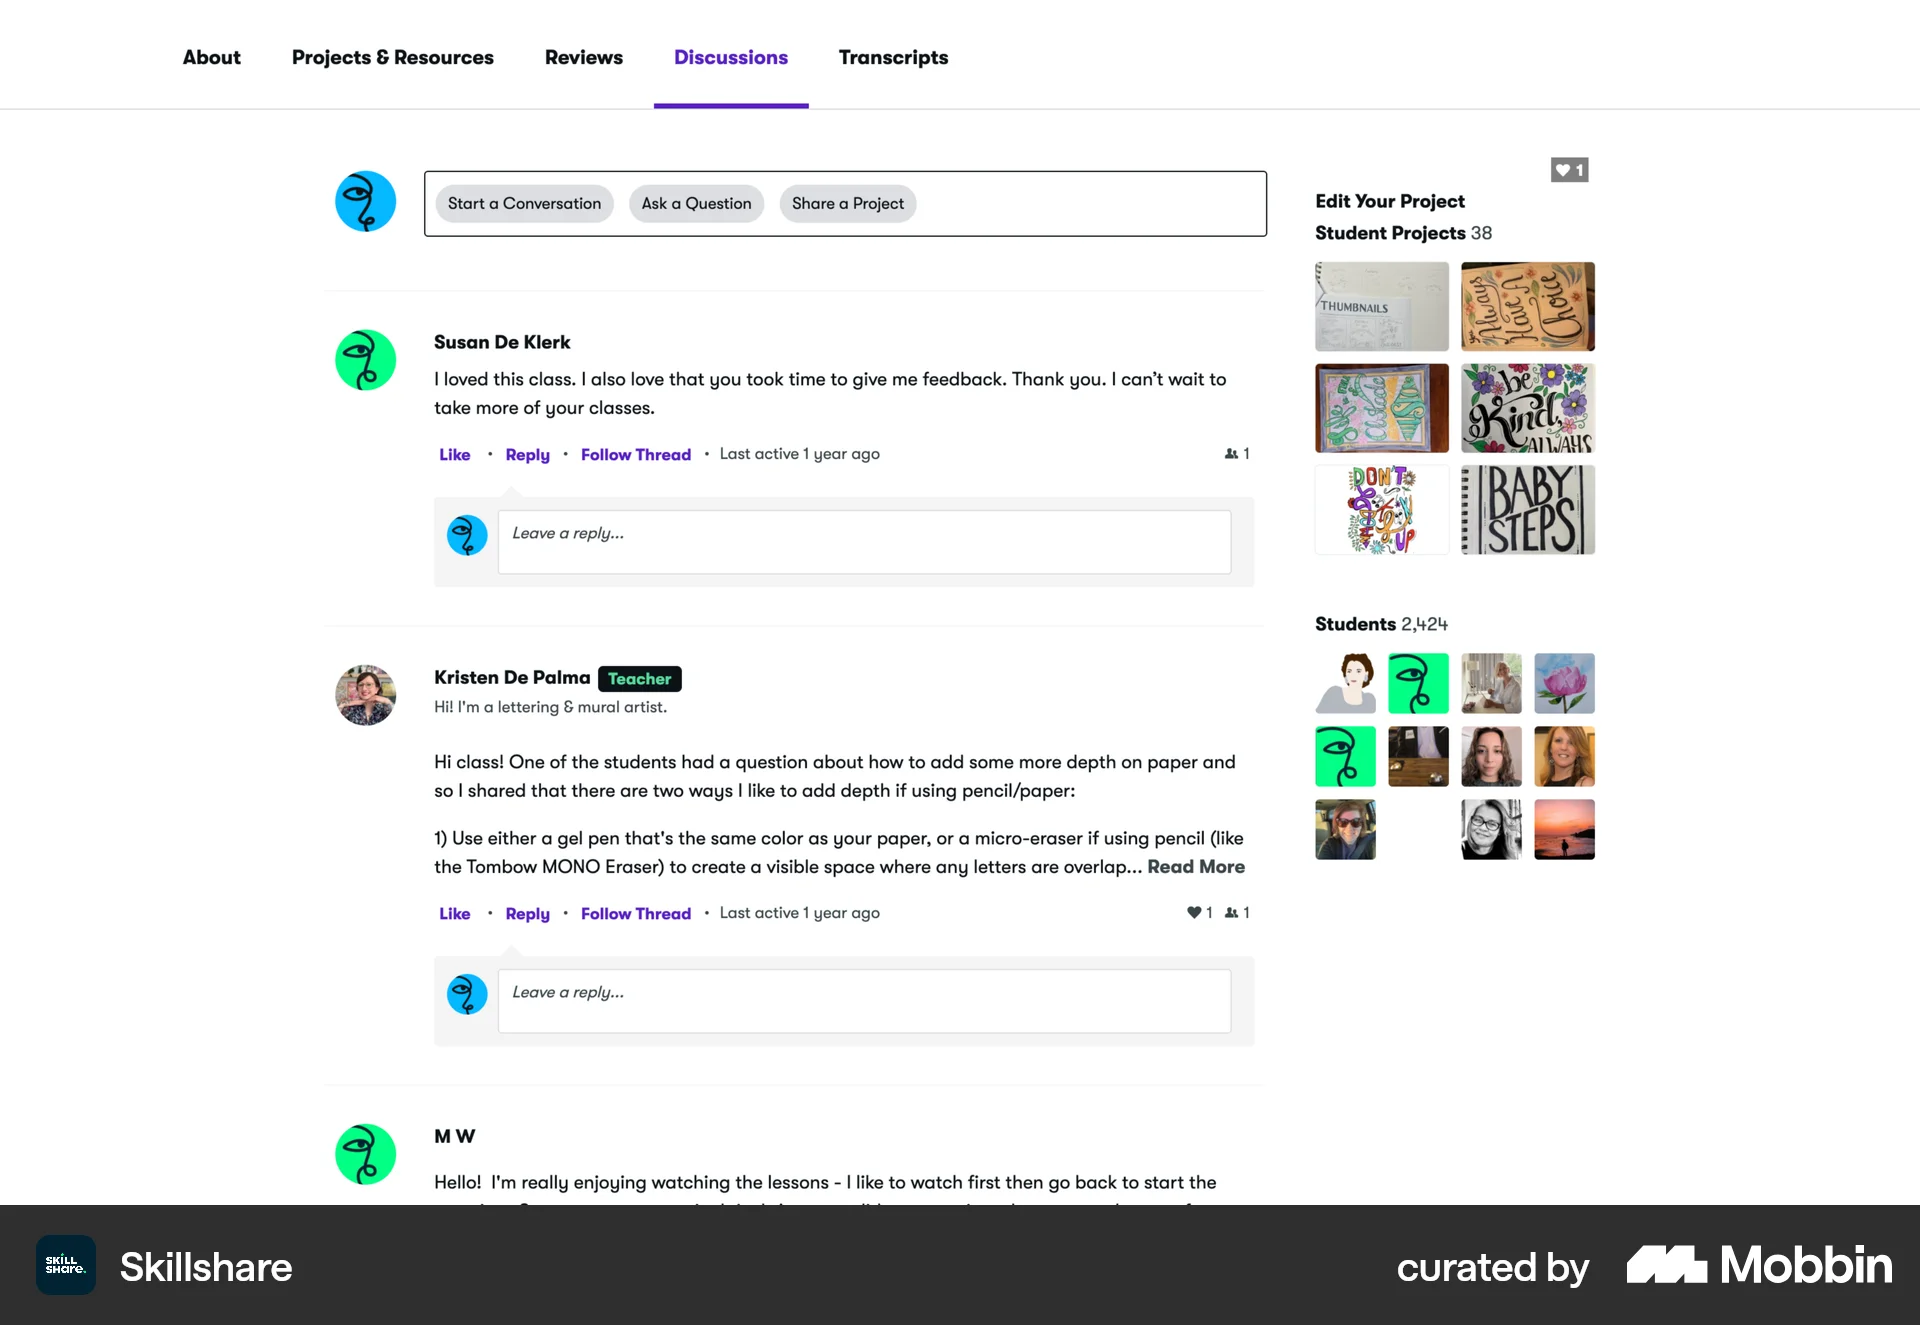 About
Projects & Resources
Reviews
Discussions
Transcripts
Start a Conversation
Ask a Question
Share a Project
Susan De Klerk
I loved this class. I also love that you took time to give me feedback. Thank you. I can’t wait to
take more of your classes.
Like • Reply • Follow Thread • Last active 1 year ago
1
Leave a reply...
Kristen De Palma Teacher
Hi! I'm a lettering & mural artist.
Hi class! One of the students had a question about how to add some more depth on paper and
so I shared that there are two ways I like to add depth if using pencil/paper:
1) Use either a gel pen that's the same color as your paper, or a micro-eraser if using pencil (like
the Tombow MONO Eraser) to create a visible space where any letters are overlap... Read More
Like • Reply • Follow Thread • Last active 1 year ago
1 1
Leave a reply...
M W
Hello!  I'm really enjoying watching the lessons - I like to watch first then go back to start the
1
Edit Your Project
Student Projects 38
THUMBNAILS
Always
Have A
Choice
be
Kind,
ALWAYS
DON'T
UP
BABY
STEPS
Students 2,424
SKILL
SHARE.
Skillshare
curated by
Mobbin